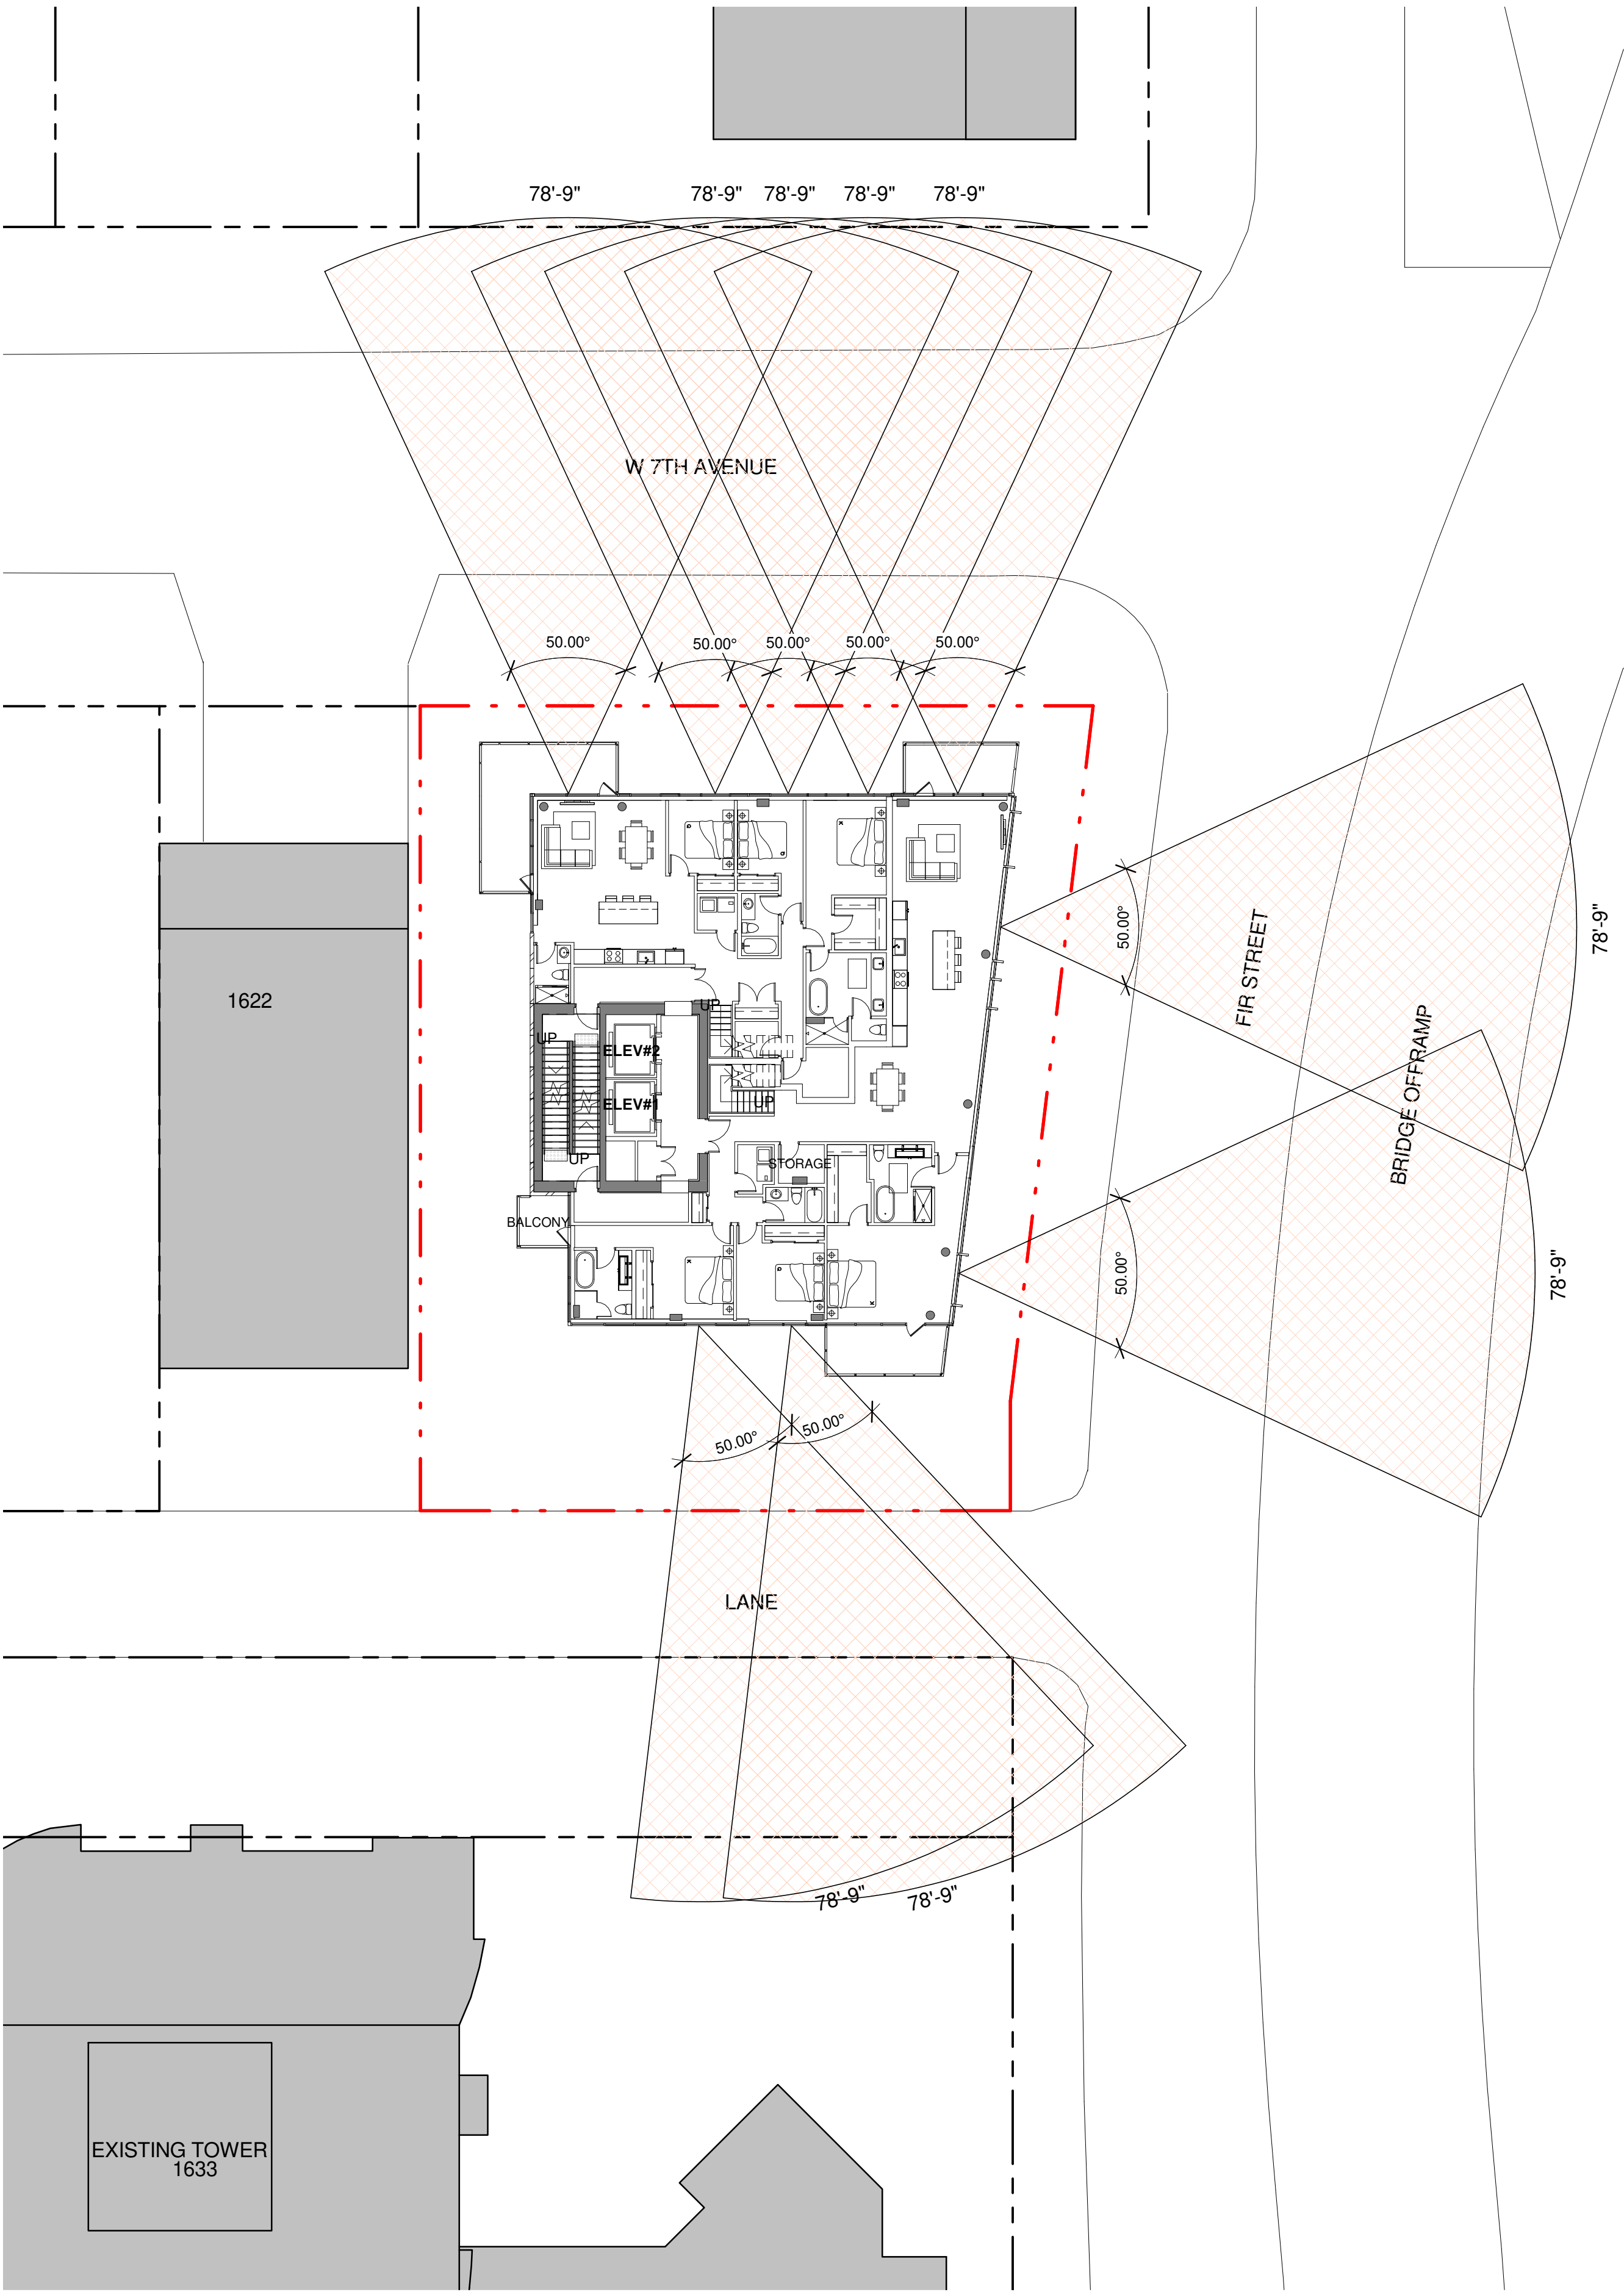 78'-9" 78'-9" 78'-9" 78'-9" 78'-9"
W 7TH AVENUE
50.00° 50.00° 50.00° 50.00° 50.00°
50.00°
FIR STREET
78'-9"
1622
UP
UP
ELEV#2
ELEV#1
UP
UP
STORAGE
BALCONY
BRIDGE OFFRAMP
50.00°
78'-9"
50.00° 50.00°
LANE
78'-9" 78'-9"
EXISTING TOWER
1633